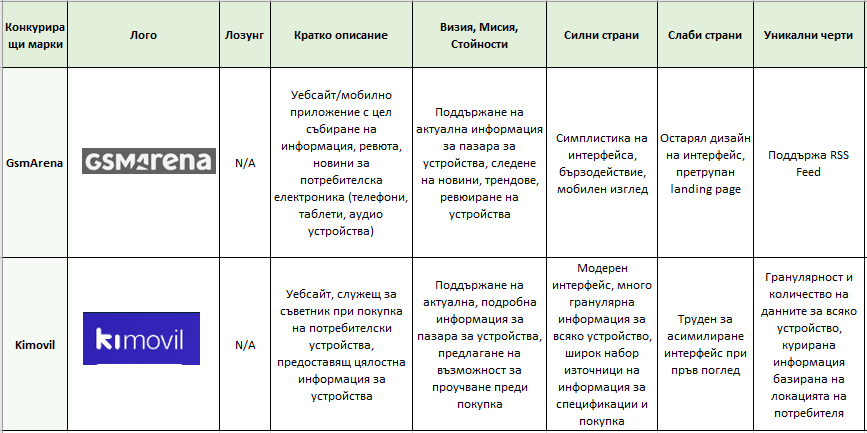 Конкурира
щи марки
Лого
Лозунг
Кратко описание
Визия, Мисия,
Стойности
Силни страни
Слаби страни
Уникални черти
GsmArena
GSMArena
N/A
Уебсайт/мобилно
приложение с цел
събиране на
информация, ревюта,
новини за
потребителска
електроника (телефони,
таблети, аудио
устройства)
Поддържане на
актуална информация
за пазара за
устройства, следене
на новини, трендове,
ревюиране на
устройства
Симплистика на
интерфейса,
бързодействие,
мобилен изглед
Остарял дизайн
на интерфейс,
претрупан
landing page
Поддържа RSS
Feed
Kimovil
kimovil
N/A
Уебсайт, служещ за
съветник при покупка
на потребителски
устройства,
предоставящ цялостна
информация за
устройства
Поддържане на
актуална, подробна
информация за
пазара за устройства,
предлагане на
възможност за
проучване преди
покупка
Модерен
интерфейс, много
гранулярна
информация за
всяко устройство,
широк набор
източници на
информация за
спецификации и
покупка
Труден за
асимилиране
интерфейс при
пръв поглед
Гранулярност и
количество на
данните за всяко
устройство,
курирана
информация
базирана на
локацията на
потребителя